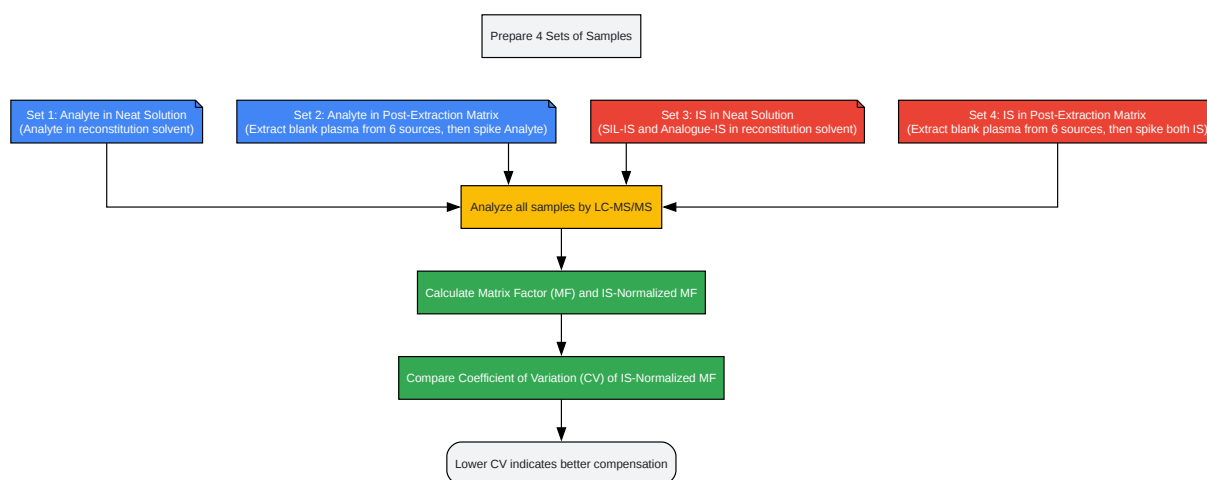 Prepare 4 Sets of Samples
Set 1: Analyte in Neat Solution
(Analyte in reconstitution solvent)
Set 2: Analyte in Post-Extraction Matrix
(Extract blank plasma from 6 sources, then spike Analyte)
Set 3: IS in Neat Solution
(SIL-IS and Analogue-IS in reconstitution solvent)
Set 4: IS in Post-Extraction Matrix
(Extract blank plasma from 6 sources, then spike both IS)
Analyze all samples by LC-MS/MS
Calculate Matrix Factor (MF) and IS-Normalized MF
Compare Coefficient of Variation (CV) of IS-Normalized MF
Lower CV indicates better compensation